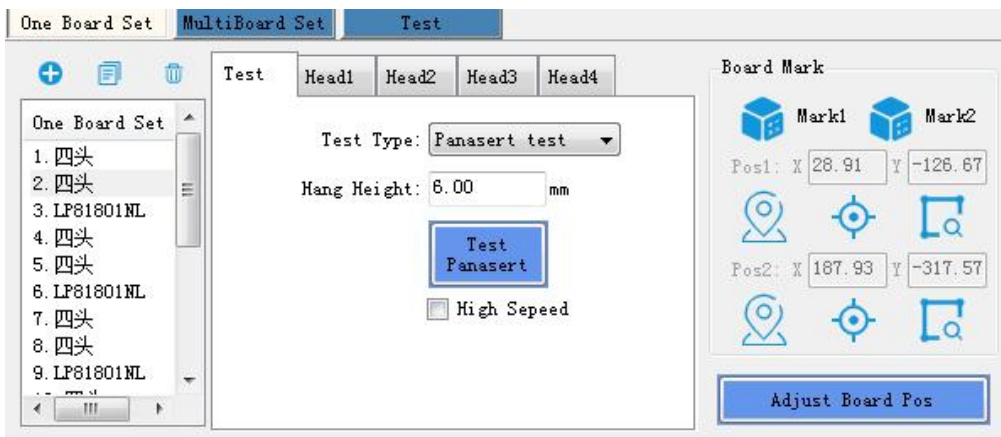 One Board Set MultiBoard Set Test
Test Head1 Head2 Head3 Head4
One Board Set
1. 四头
2. 四头
3. LP81801NL
4. 四头
5. 四头
6. LP81801NL
7. 四头
8. 四头
9. LP81801NL
Test Type: Panasert test
Hang Height: 6.00 mm
Test
Panasert
High Sepeed
Board Mark
Mark1 Mark2
Pos1: X 28.91 Y -126.67
Pos2: X 187.93 Y -317.57
Adjust Board Pos